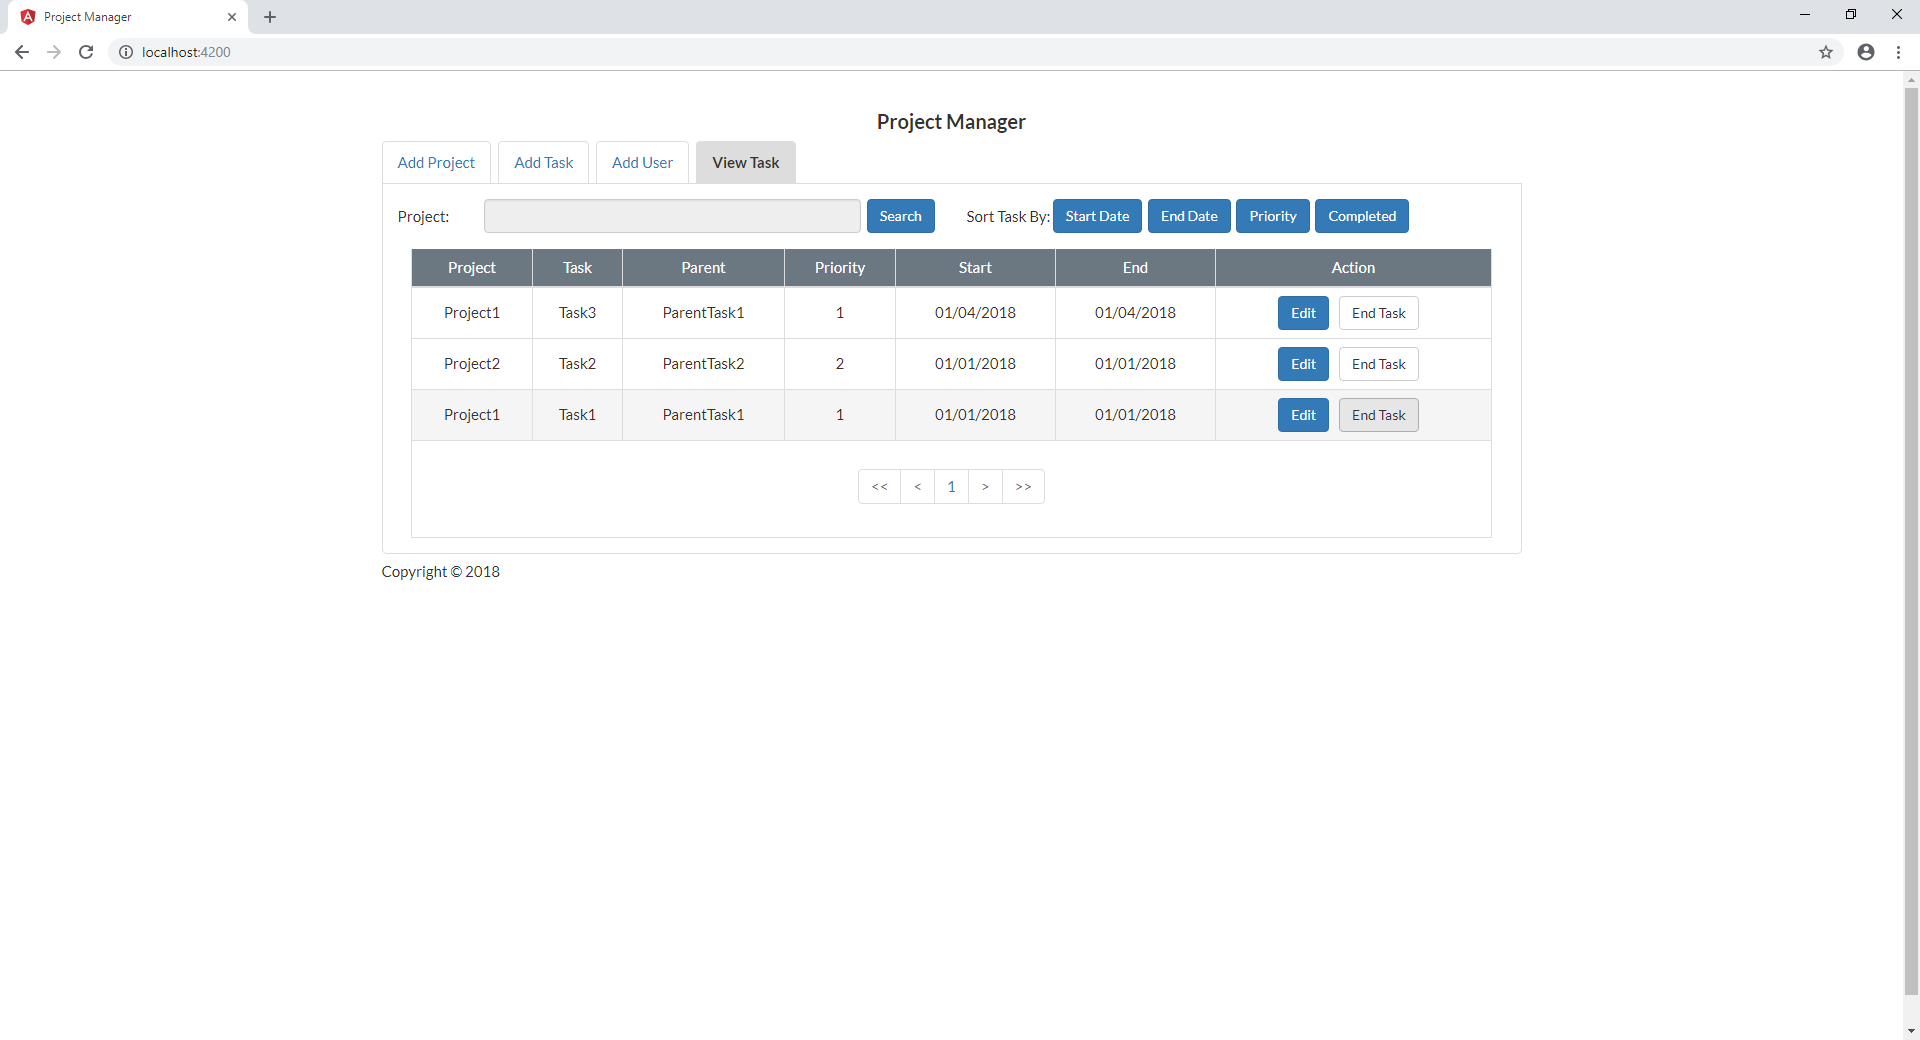 Project Manager
localhost:4200
Project Manager
Add Project Add Task Add User View Task
Project: Search Sort Task By: Start Date End Date Priority Completed
Project Task Parent Priority Start End Action
Project1 Task3 ParentTask1 1 01/04/2018 01/04/2018 Edit End Task
Project2 Task2 ParentTask2 2 01/01/2018 01/01/2018 Edit End Task
Project1 Task1 ParentTask1 1 01/01/2018 01/01/2018 Edit End Task
<< < 1 > >>
Copyright © 2018